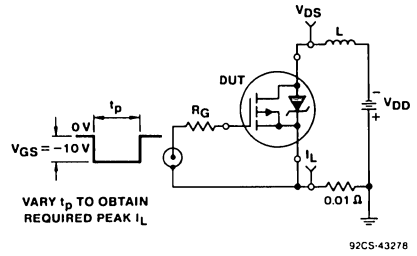 VDS
L
tp
DUT
0 V
RG
VGS = -10 V
VDD
-
+
IL
0.01 Ω
VARY tp TO OBTAIN
REQUIRED PEAK IL
92CS-43278